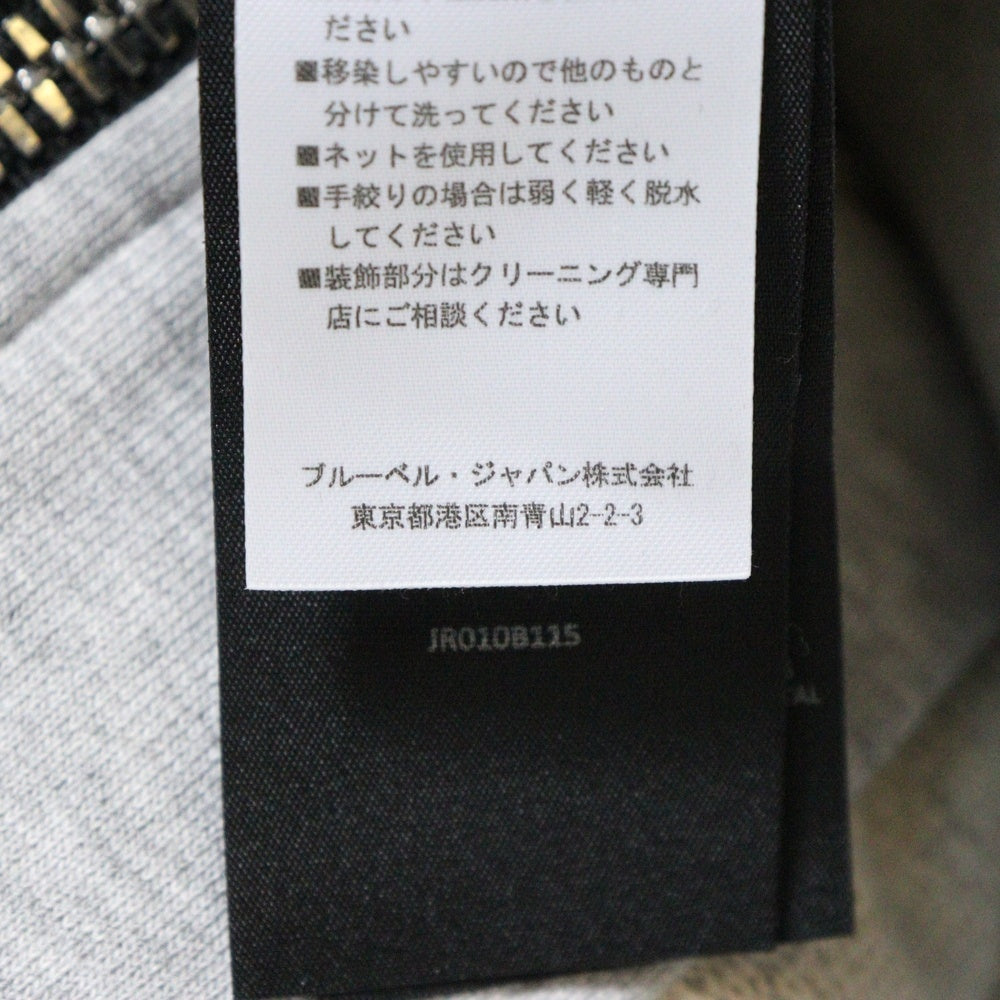 ださい
■移染しやすいので他のものと
分けて洗ってください
■ネットを使用してください
■手絞りの場合は弱く軽く脱水
してください
■装飾部分はクリーニング専門
店にご相談ください
ブルーベル・ジャパン株式会社
東京都港区南青山2-2-3
JR010B115